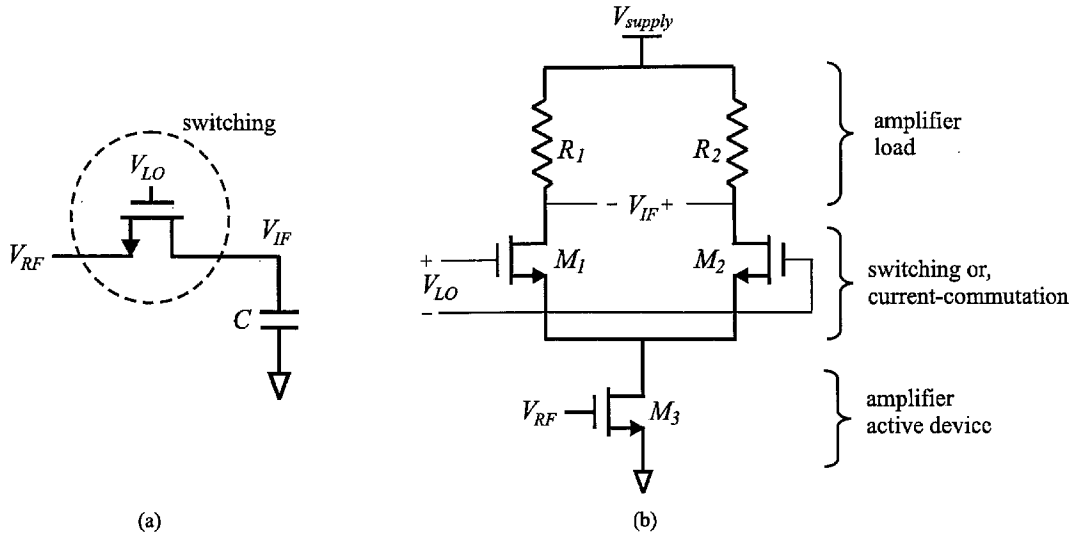 switching
V_LO
V_RF
V_IF
C
(a)
V_supply
R_1
R_2
− V_IF +
+
V_LO
−
M_1
M_2
V_RF
M_3
amplifier
load
switching or,
current-commutation
amplifier
active device
(b)